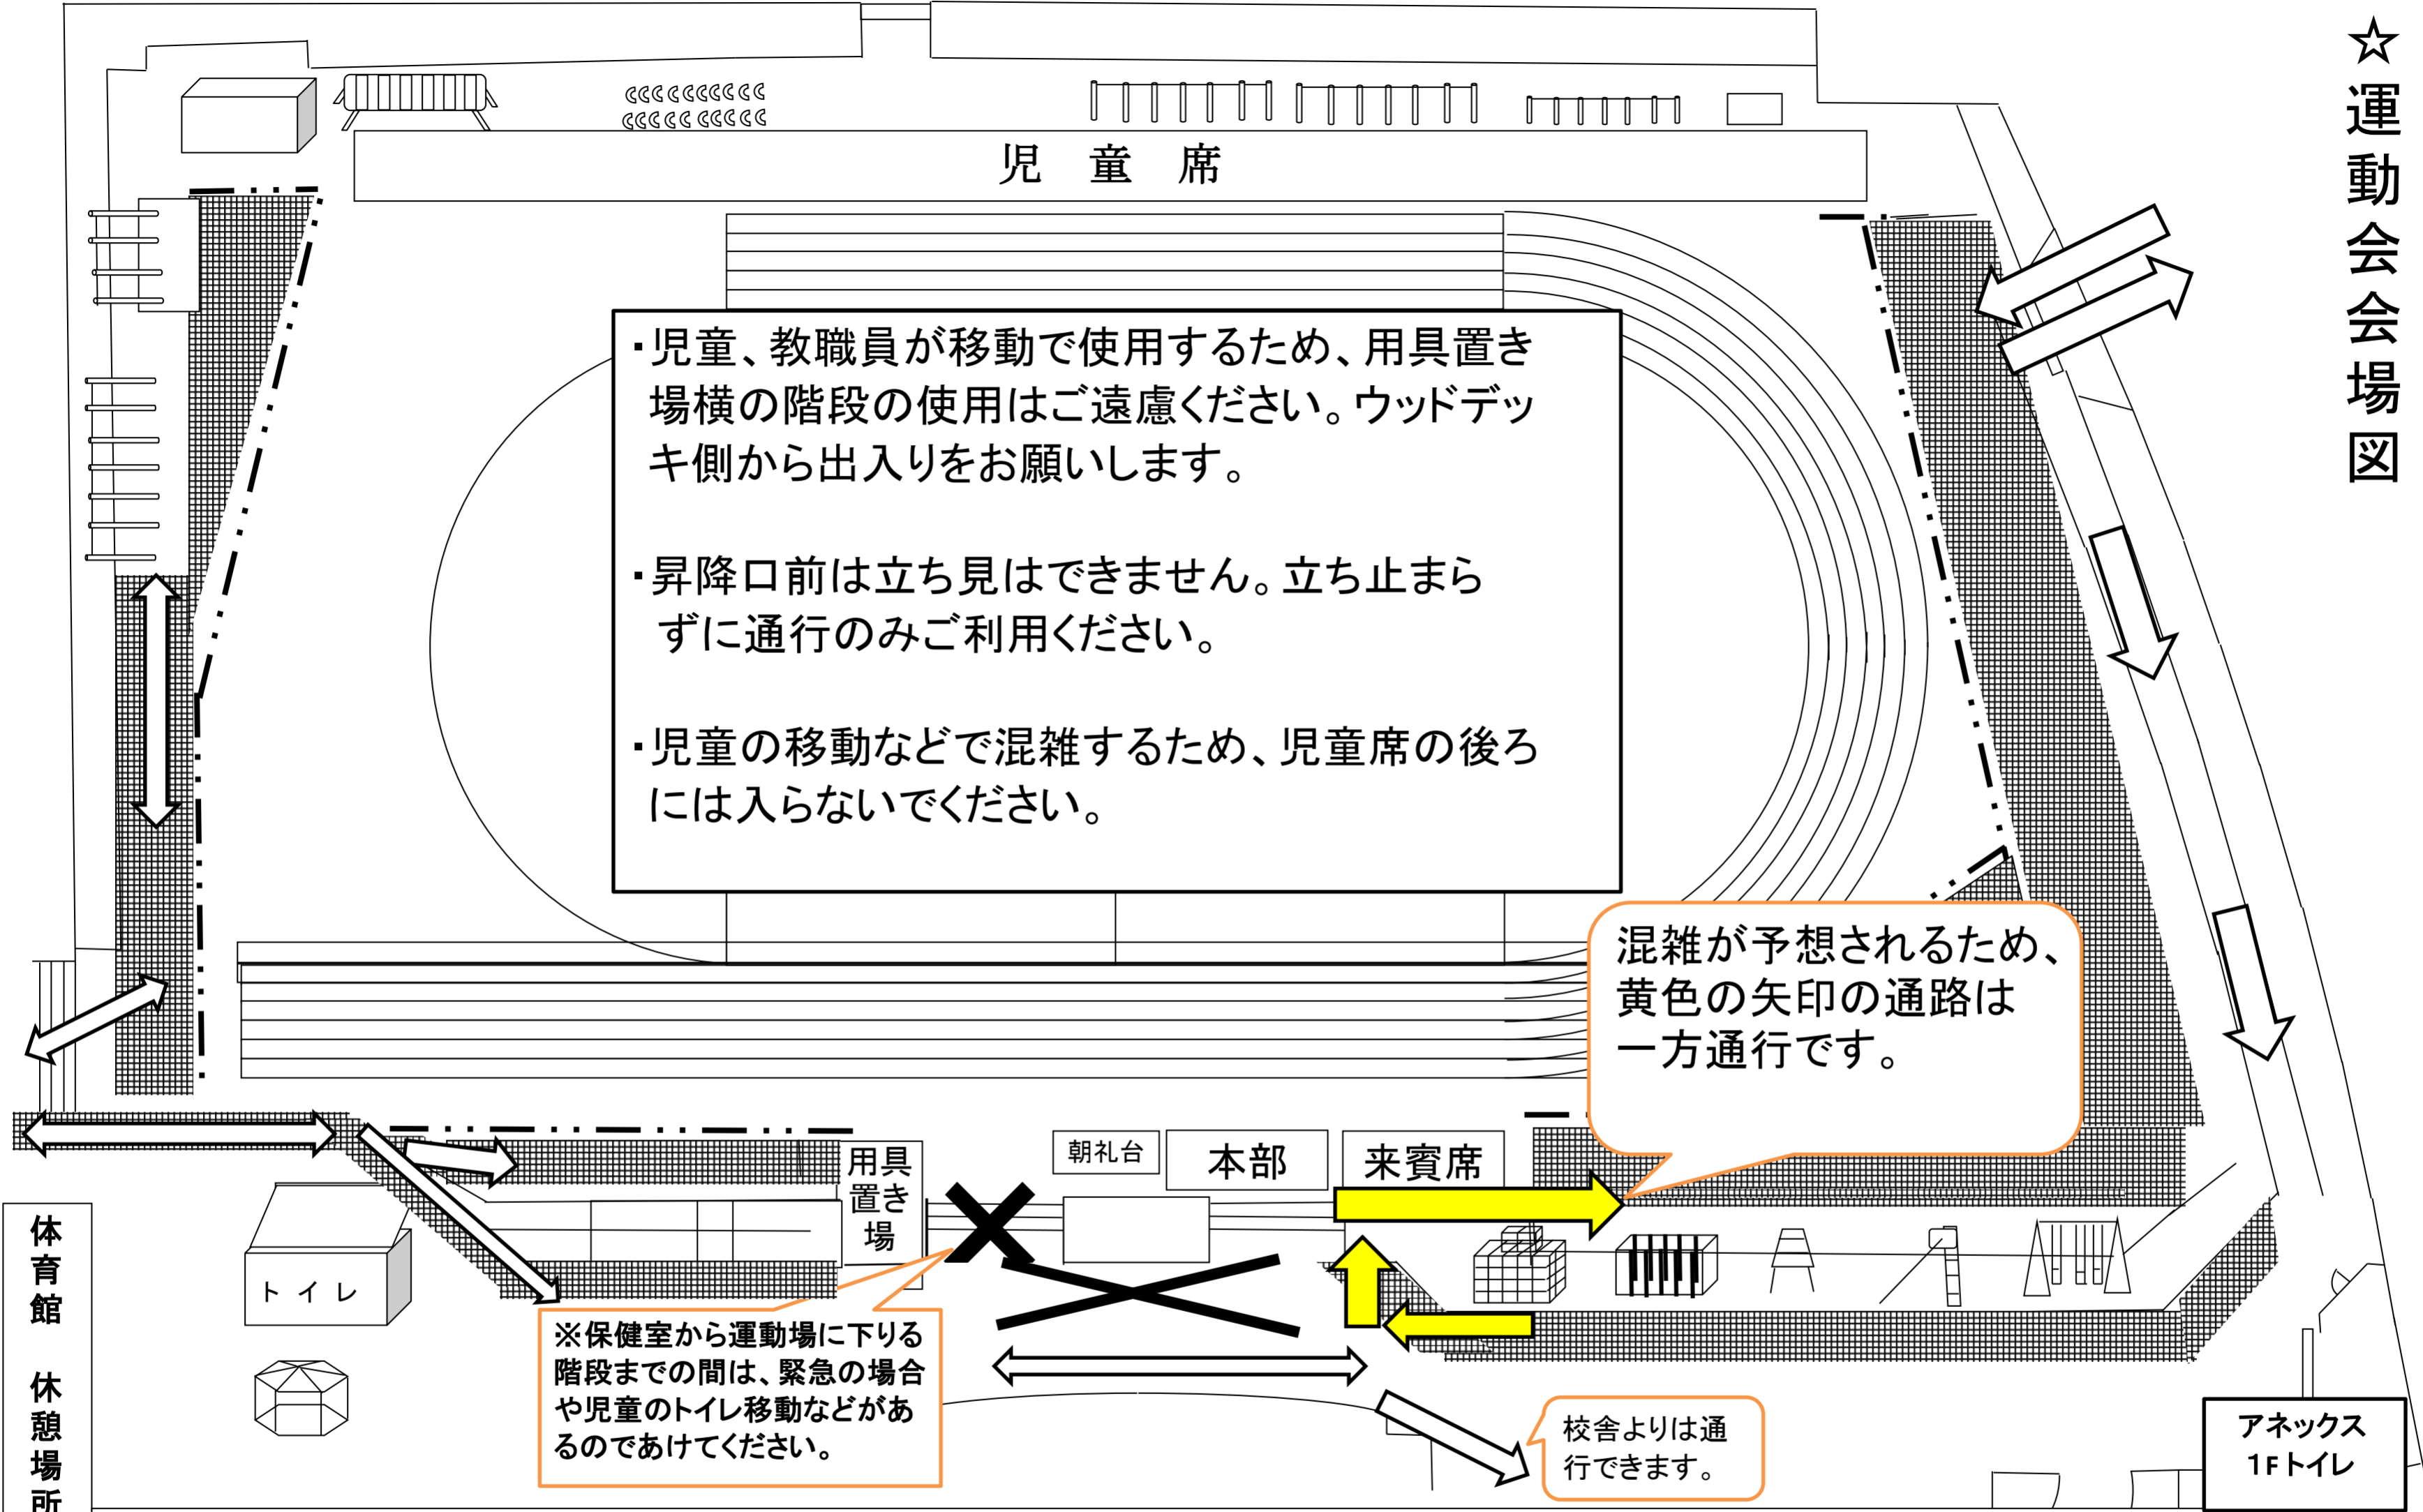 ☆運動会会場図
児童席
・児童、教職員が移動で使用するため、用具置き
場横の階段の使用はご遠慮ください。ウッドデッ
キ側から出入りをお願いします。
・昇降口前は立ち見はできません。立ち止まら
ずに通行のみご利用ください。
・児童の移動などで混雑するため、児童席の後ろ
には入らないでください。
混雑が予想されるため、
黄色の矢印の通路は
一方通行です。
用具
置き
場
朝礼台
本部
来賓席
体育館 休憩場所
トイレ
※保健室から運動場に下りる
階段までの間は、緊急の場合
や児童のトイレ移動などがあ
るのであけてください。
校舎よりは通
行できます。
アネックス
1Fトイレ